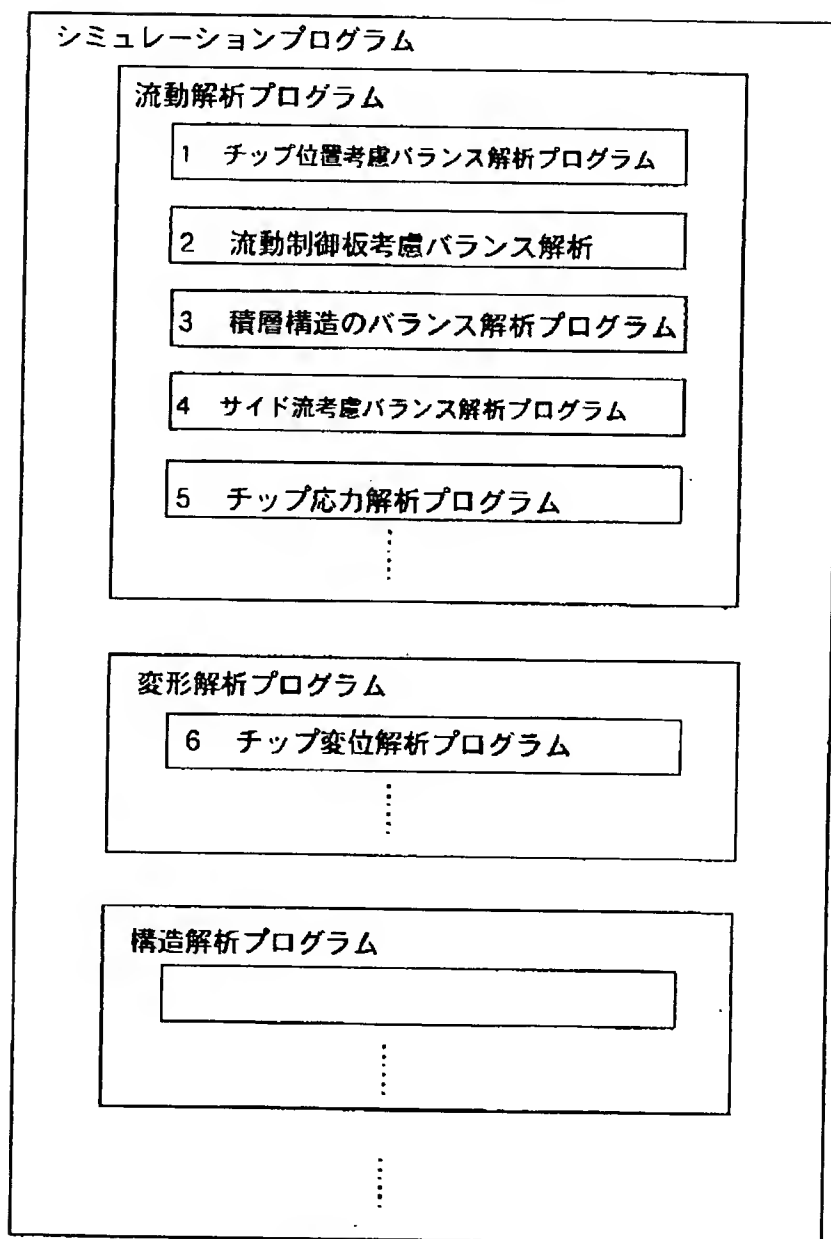 シミュレーションプログラム
流動解析プログラム
1 チップ位置考慮バランス解析プログラム
2 流動制御板考慮バランス解析
3 積層構造のバランス解析プログラム
4 サイド流考慮バランス解析プログラム
5 チップ応力解析プログラム
変形解析プログラム
6 チップ変位解析プログラム
構造解析プログラム